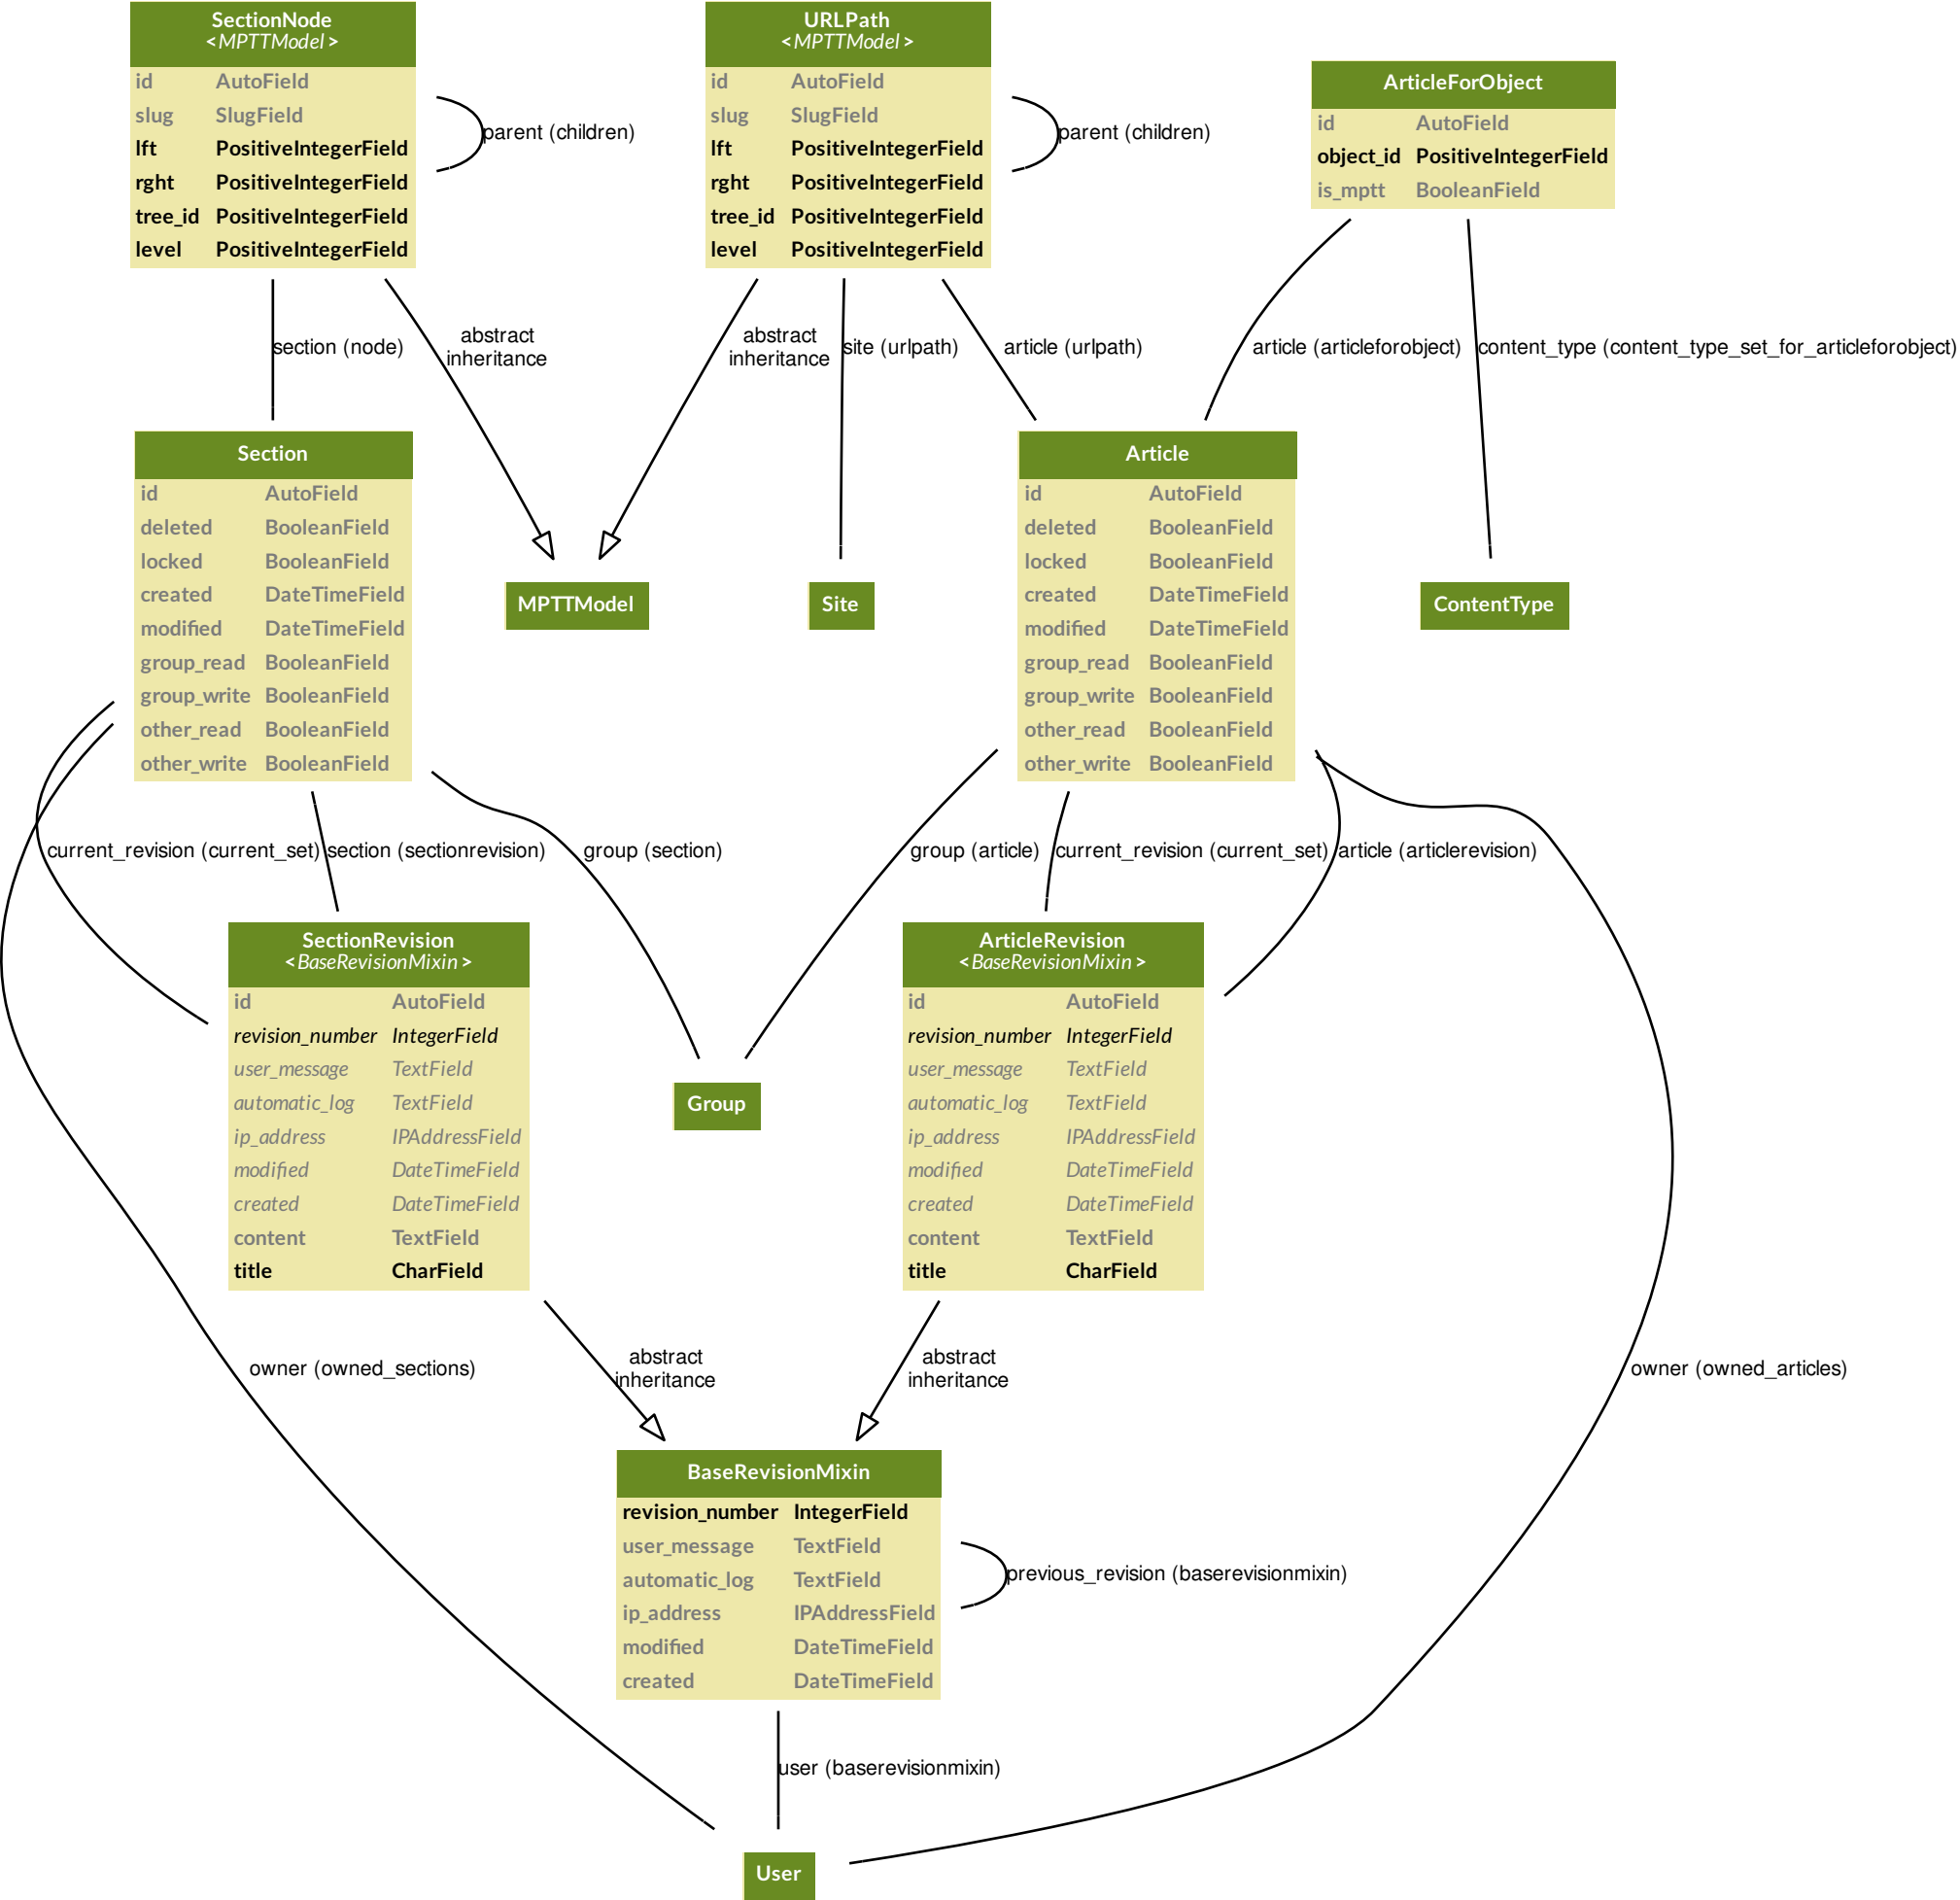 SectionNode
<MPTTModel>
id AutoField
slug SlugField
lft PositiveIntegerField
rght PositiveIntegerField
tree_id PositiveIntegerField
level PositiveIntegerField
parent (children)
URLPath
<MPTTModel>
id AutoField
slug SlugField
lft PositiveIntegerField
rght PositiveIntegerField
tree_id PositiveIntegerField
level PositiveIntegerField
parent (children)
ArticleForObject
id AutoField
object_id PositiveIntegerField
is_mptt BooleanField
section (node)
abstract
inheritance
abstract
inheritance
site (urlpath)
article (urlpath)
article (articleforobject)
content_type (content_type_set_for_articleforobject)
Section
id AutoField
deleted BooleanField
locked BooleanField
created DateTimeField
modified DateTimeField
group_read BooleanField
group_write BooleanField
other_read BooleanField
other_write BooleanField
MPTTModel
Site
Article
id AutoField
deleted BooleanField
locked BooleanField
created DateTimeField
modified DateTimeField
group_read BooleanField
group_write BooleanField
other_read BooleanField
other_write BooleanField
ContentType
current_revision (current_set)
section (sectionrevision)
group (section)
group (article)
current_revision (current_set)
article (articlerevision)
SectionRevision
<BaseRevisionMixin>
id AutoField
revision_number IntegerField
user_message TextField
automatic_log TextField
ip_address IPAddressField
modified DateTimeField
created DateTimeField
content TextField
title CharField
Group
ArticleRevision
<BaseRevisionMixin>
id AutoField
revision_number IntegerField
user_message TextField
automatic_log TextField
ip_address IPAddressField
modified DateTimeField
created DateTimeField
content TextField
title CharField
owner (owned_sections)
abstract
inheritance
abstract
inheritance
owner (owned_articles)
BaseRevisionMixin
revision_number IntegerField
user_message TextField
automatic_log TextField
ip_address IPAddressField
modified DateTimeField
created DateTimeField
previous_revision (baserevisionmixin)
user (baserevisionmixin)
User